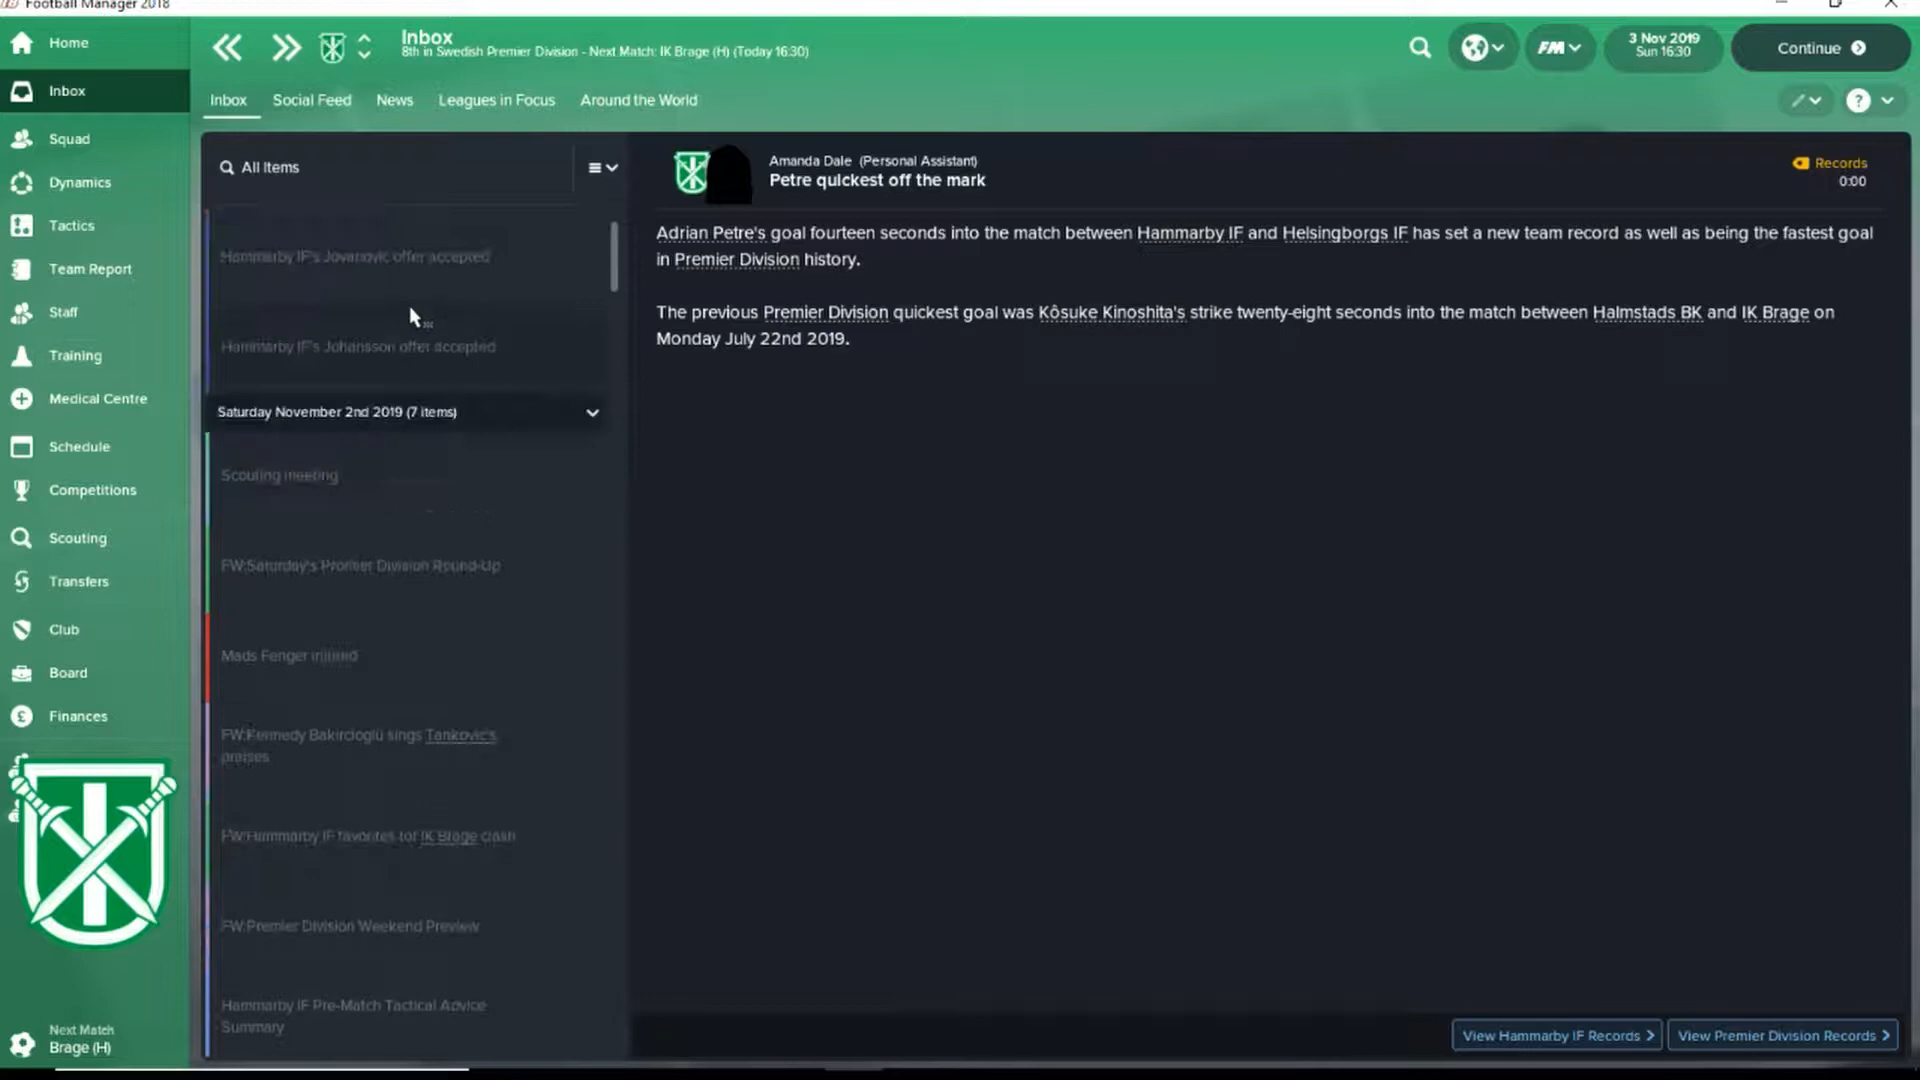 Football Manager 2018
Home
Inbox
Squad
Dynamics
Tactics
Team Report
Staff
Training
Medical Centre
Schedule
Competitions
Scouting
Transfers
Club
Board
Finances
Next Match
Brage (H)
Inbox
8th in Swedish Premier Division - Next Match: IK Brage (H) (Today 16:30)
FM
3 Nov 2019
Sun 16:30
Continue
Inbox Social Feed News Leagues in Focus Around the World
?
All Items
Hammarby IF's Jovanovic offer accepted
Hammarby IF's Johansson offer accepted
Saturday November 2nd 2019 (7 items)
Scouting meeting
FW:Saturday's Premier Division Round-Up
Mads Fenger injured
FW:Kennedy Bakircioglü sings Tankovic's
praises
FW:Hammarby IF favorites for IK Brage clash
FW:Premier Division Weekend Preview
Hammarby IF Pre-Match Tactical Advice
Summary
Amanda Dale (Personal Assistant)
Petre quickest off the mark
Records
0:00
Adrian Petre's goal fourteen seconds into the match between Hammarby IF and Helsingborgs IF has set a new team record as well as being the fastest goal
in Premier Division history.
The previous Premier Division quickest goal was Kôsuke Kinoshita's strike twenty-eight seconds into the match between Halmstads BK and IK Brage on
Monday July 22nd 2019.
View Hammarby IF Records
View Premier Division Records